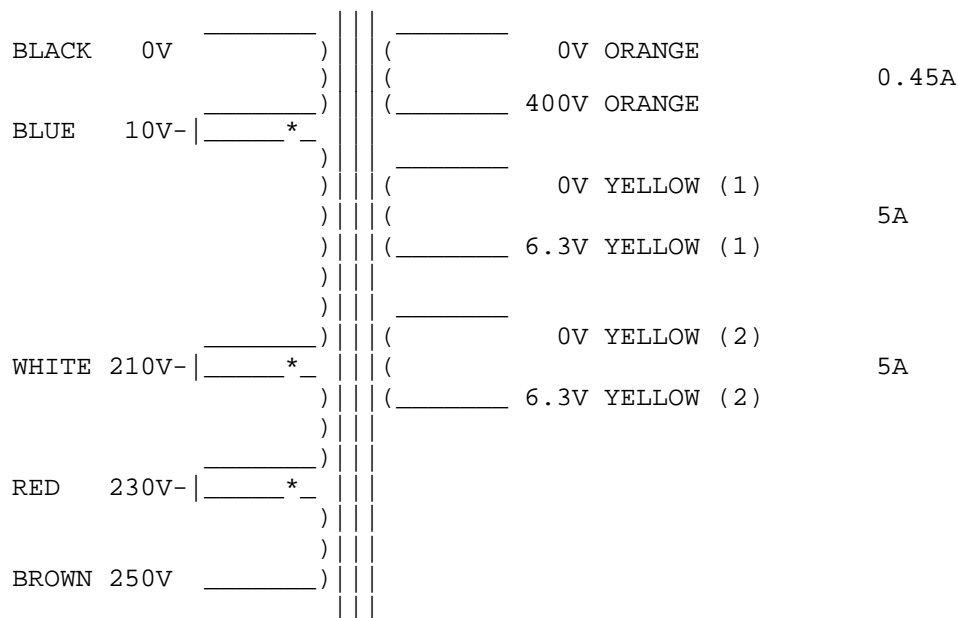 BLACK 0V 0V ORANGE
0.45A
400V ORANGE
BLUE 10V-| *
0V YELLOW (1)
5A
6.3V YELLOW (1)
0V YELLOW (2)
WHITE 210V-| * 5A
6.3V YELLOW (2)
RED 230V-| *
BROWN 250V